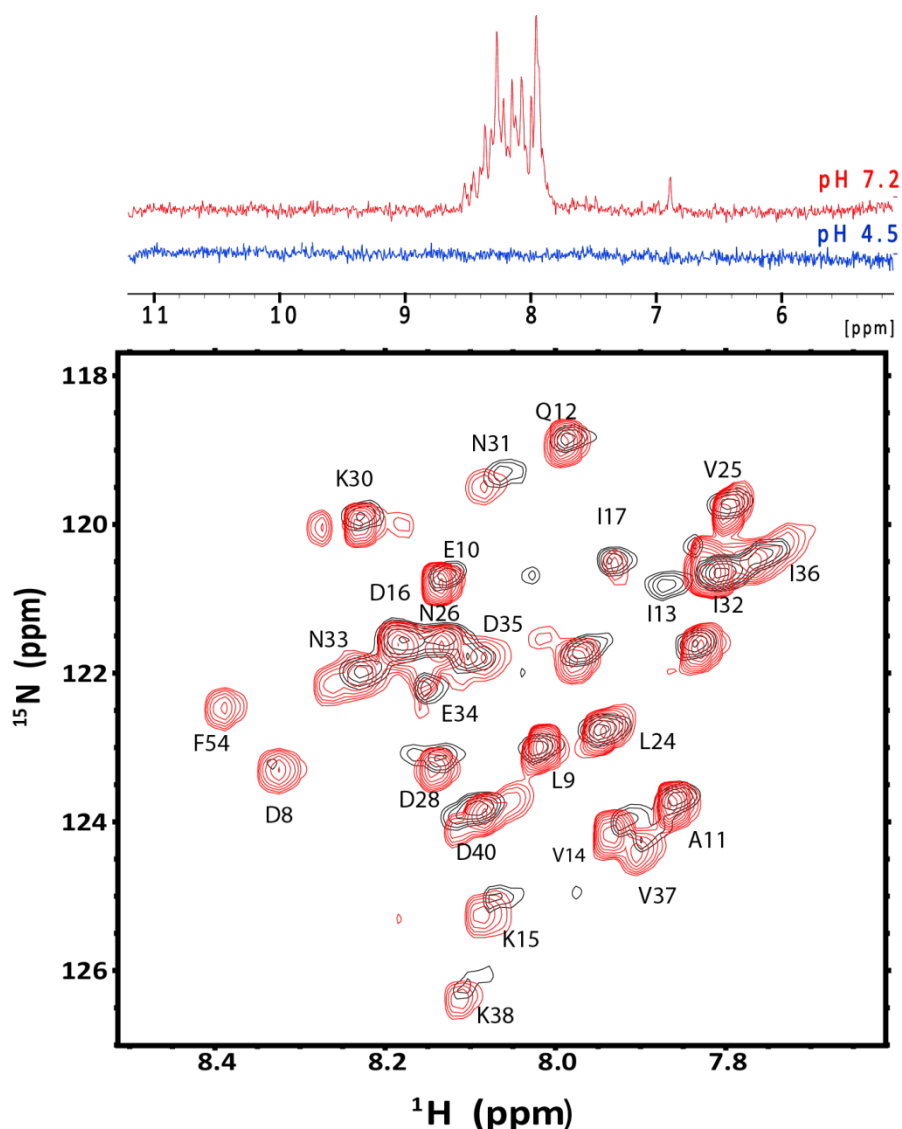 pH 7.2
pH 4.5
11 10 9 8 7 6 [ppm]
118
120
122
124
126
Q12
N31
K30
V25
E10
I17
I36
D16
I13
I32
N26
D35
N33
E34
F54
L24
L9
D8
D28
A11
D40
V14
V37
K15
K38
8.4 8.2 8.0 7.8
¹⁵N (ppm)
¹H (ppm)